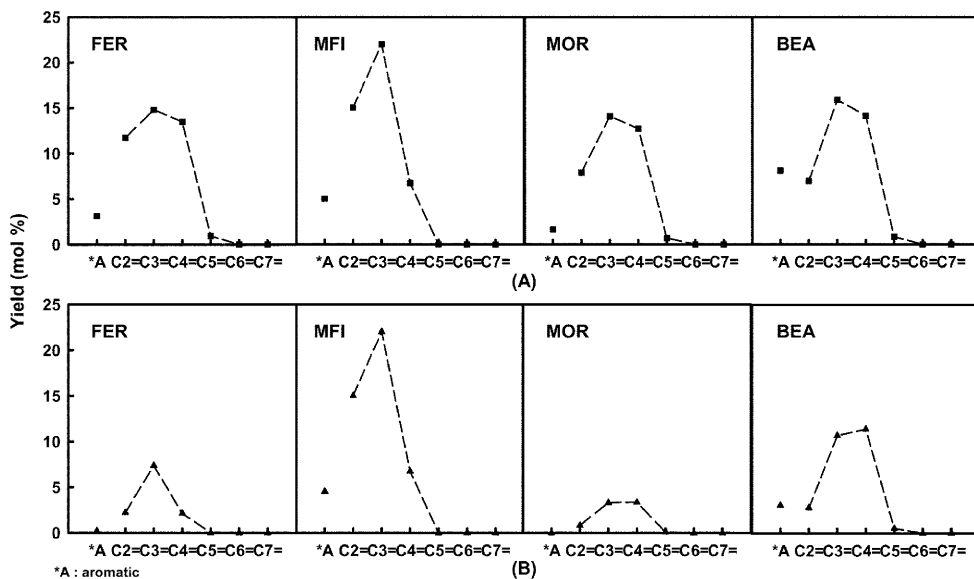 25
20
15
10
5
0
FER
MFI
MOR
BEA
*A C2=C3=C4=C5=C6=C7=
*A C2=C3=C4=C5=C6=C7=
*A C2=C3=C4=C5=C6=C7=
*A C2=C3=C4=C5=C6=C7=
(A)
Yield (mol %)
25
20
15
10
5
0
FER
MFI
MOR
BEA
*A C2=C3=C4=C5=C6=C7=
*A C2=C3=C4=C5=C6=C7=
*A C2=C3=C4=C5=C6=C7=
*A C2=C3=C4=C5=C6=C7=
*A : aromatic
(B)